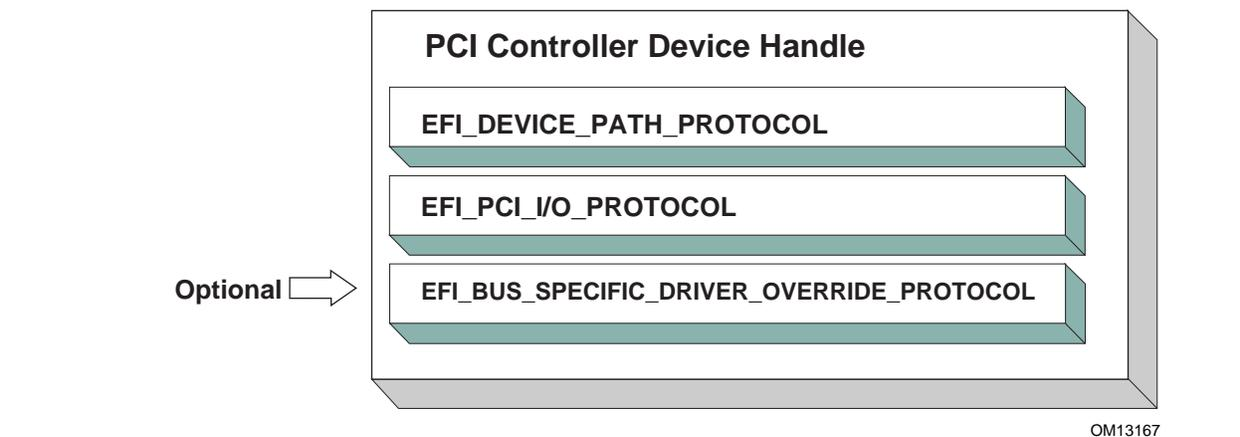 PCI Controller Device Handle
EFI_DEVICE_PATH_PROTOCOL
EFI_PCI_I/O_PROTOCOL
Optional
EFI_BUS_SPECIFIC_DRIVER_OVERRIDE_PROTOCOL
OM13167